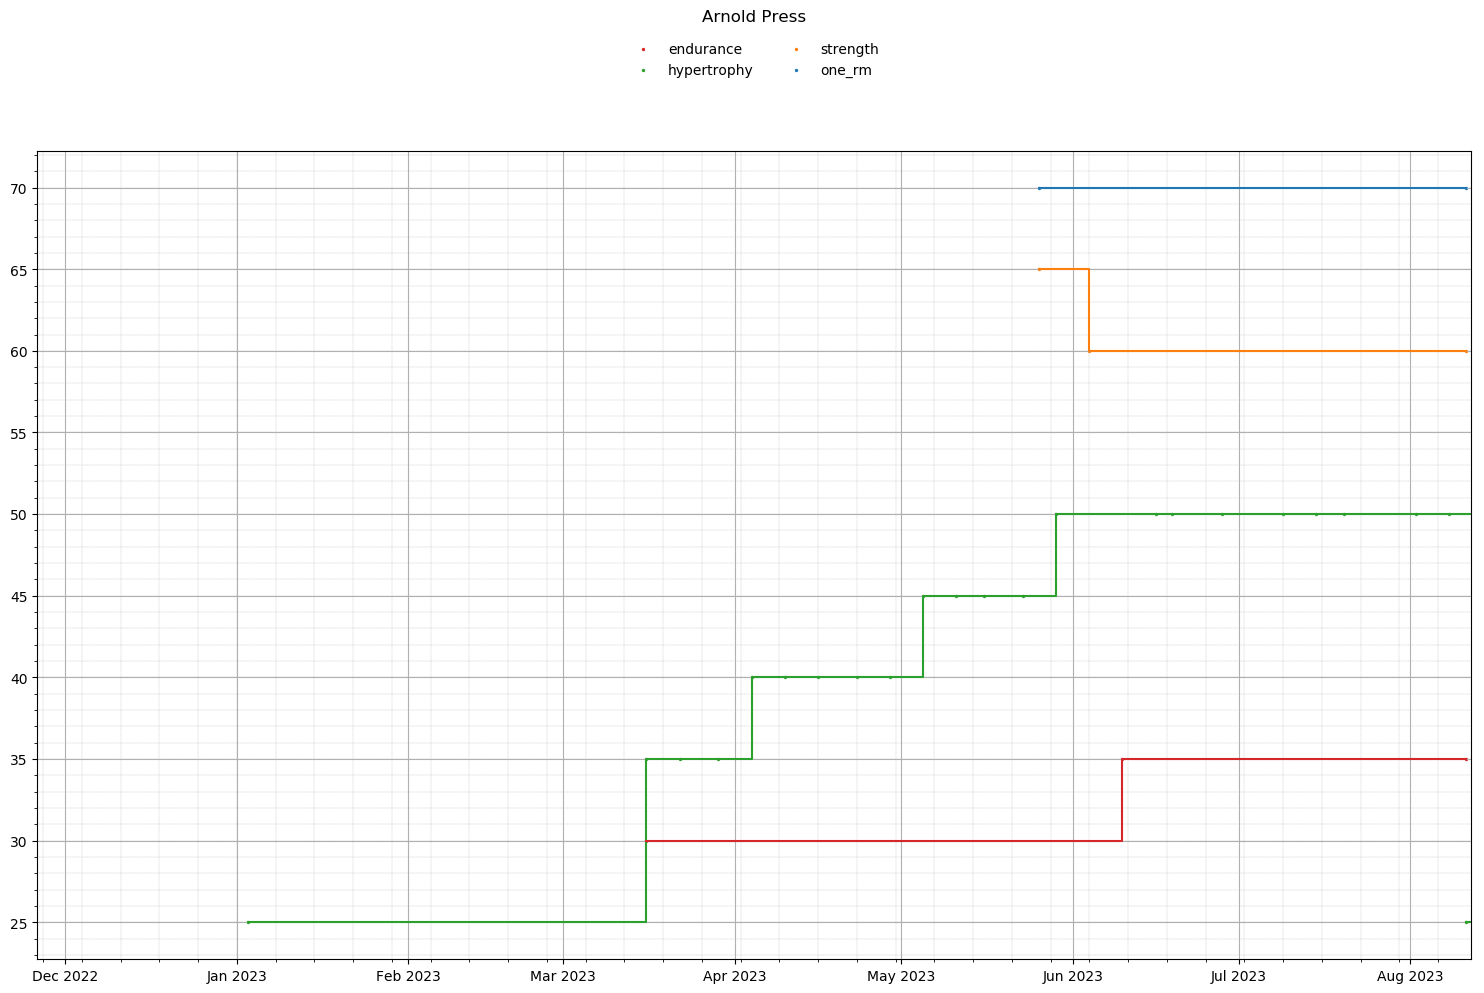 Arnold Press
endurance
hypertrophy
strength
one_rm
70
65
60
55
50
45
40
35
30
25
Dec 2022
Jan 2023
Feb 2023
Mar 2023
Apr 2023
May 2023
Jun 2023
Jul 2023
Aug 2023